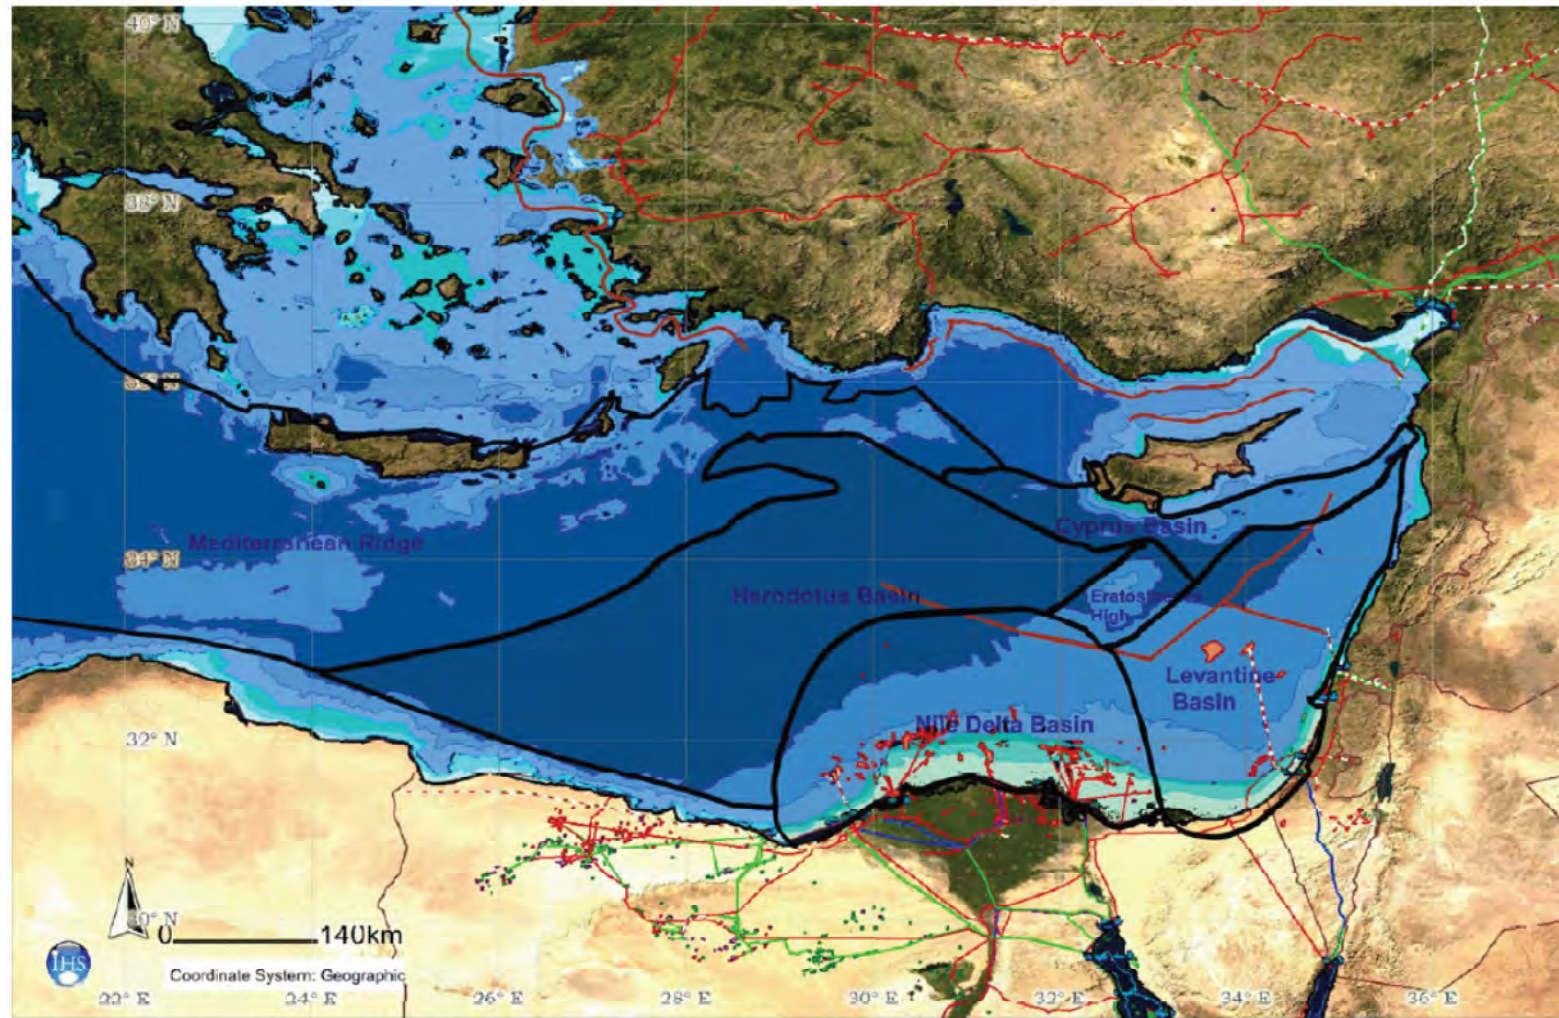 40° N
38° N
36° N
Mediterranean Ridge
Cyprus Basin
34° N
Herodotus Basin
Eratosthenes
High
Levantine
Basin
Nile Delta Basin
32° N
N
30° N
0
140km
IHS
Coordinate System: Geographic
22° E
24° E
26° E
28° E
30° E
32° E
34° E
36° E